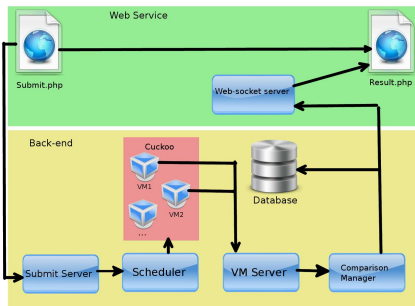 Web Service
Submit.php
Result.php
Web-socket server
Back-end
Cuckoo
VM1
VM2
...
Database
Submit Server
Scheduler
VM Server
Comparison
Manager